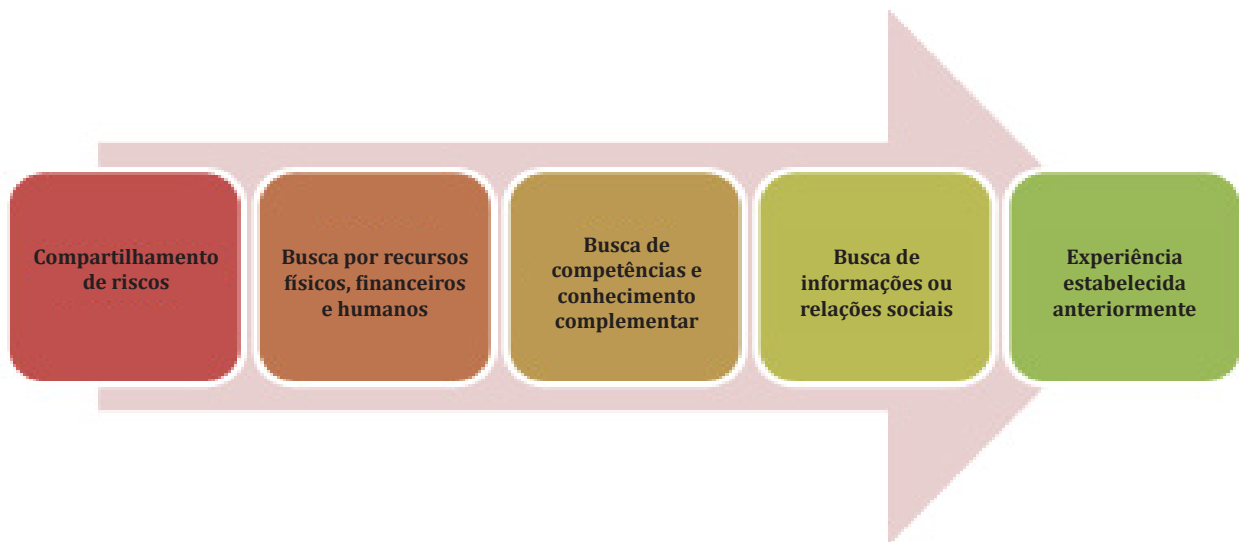 Compartilhamento
de riscos
Busca por recursos
físicos, financeiros
e humanos
Busca de
competências e
conhecimento
complementar
Busca de
informações ou
relações sociais
Experiência
estabelecida
anteriormente